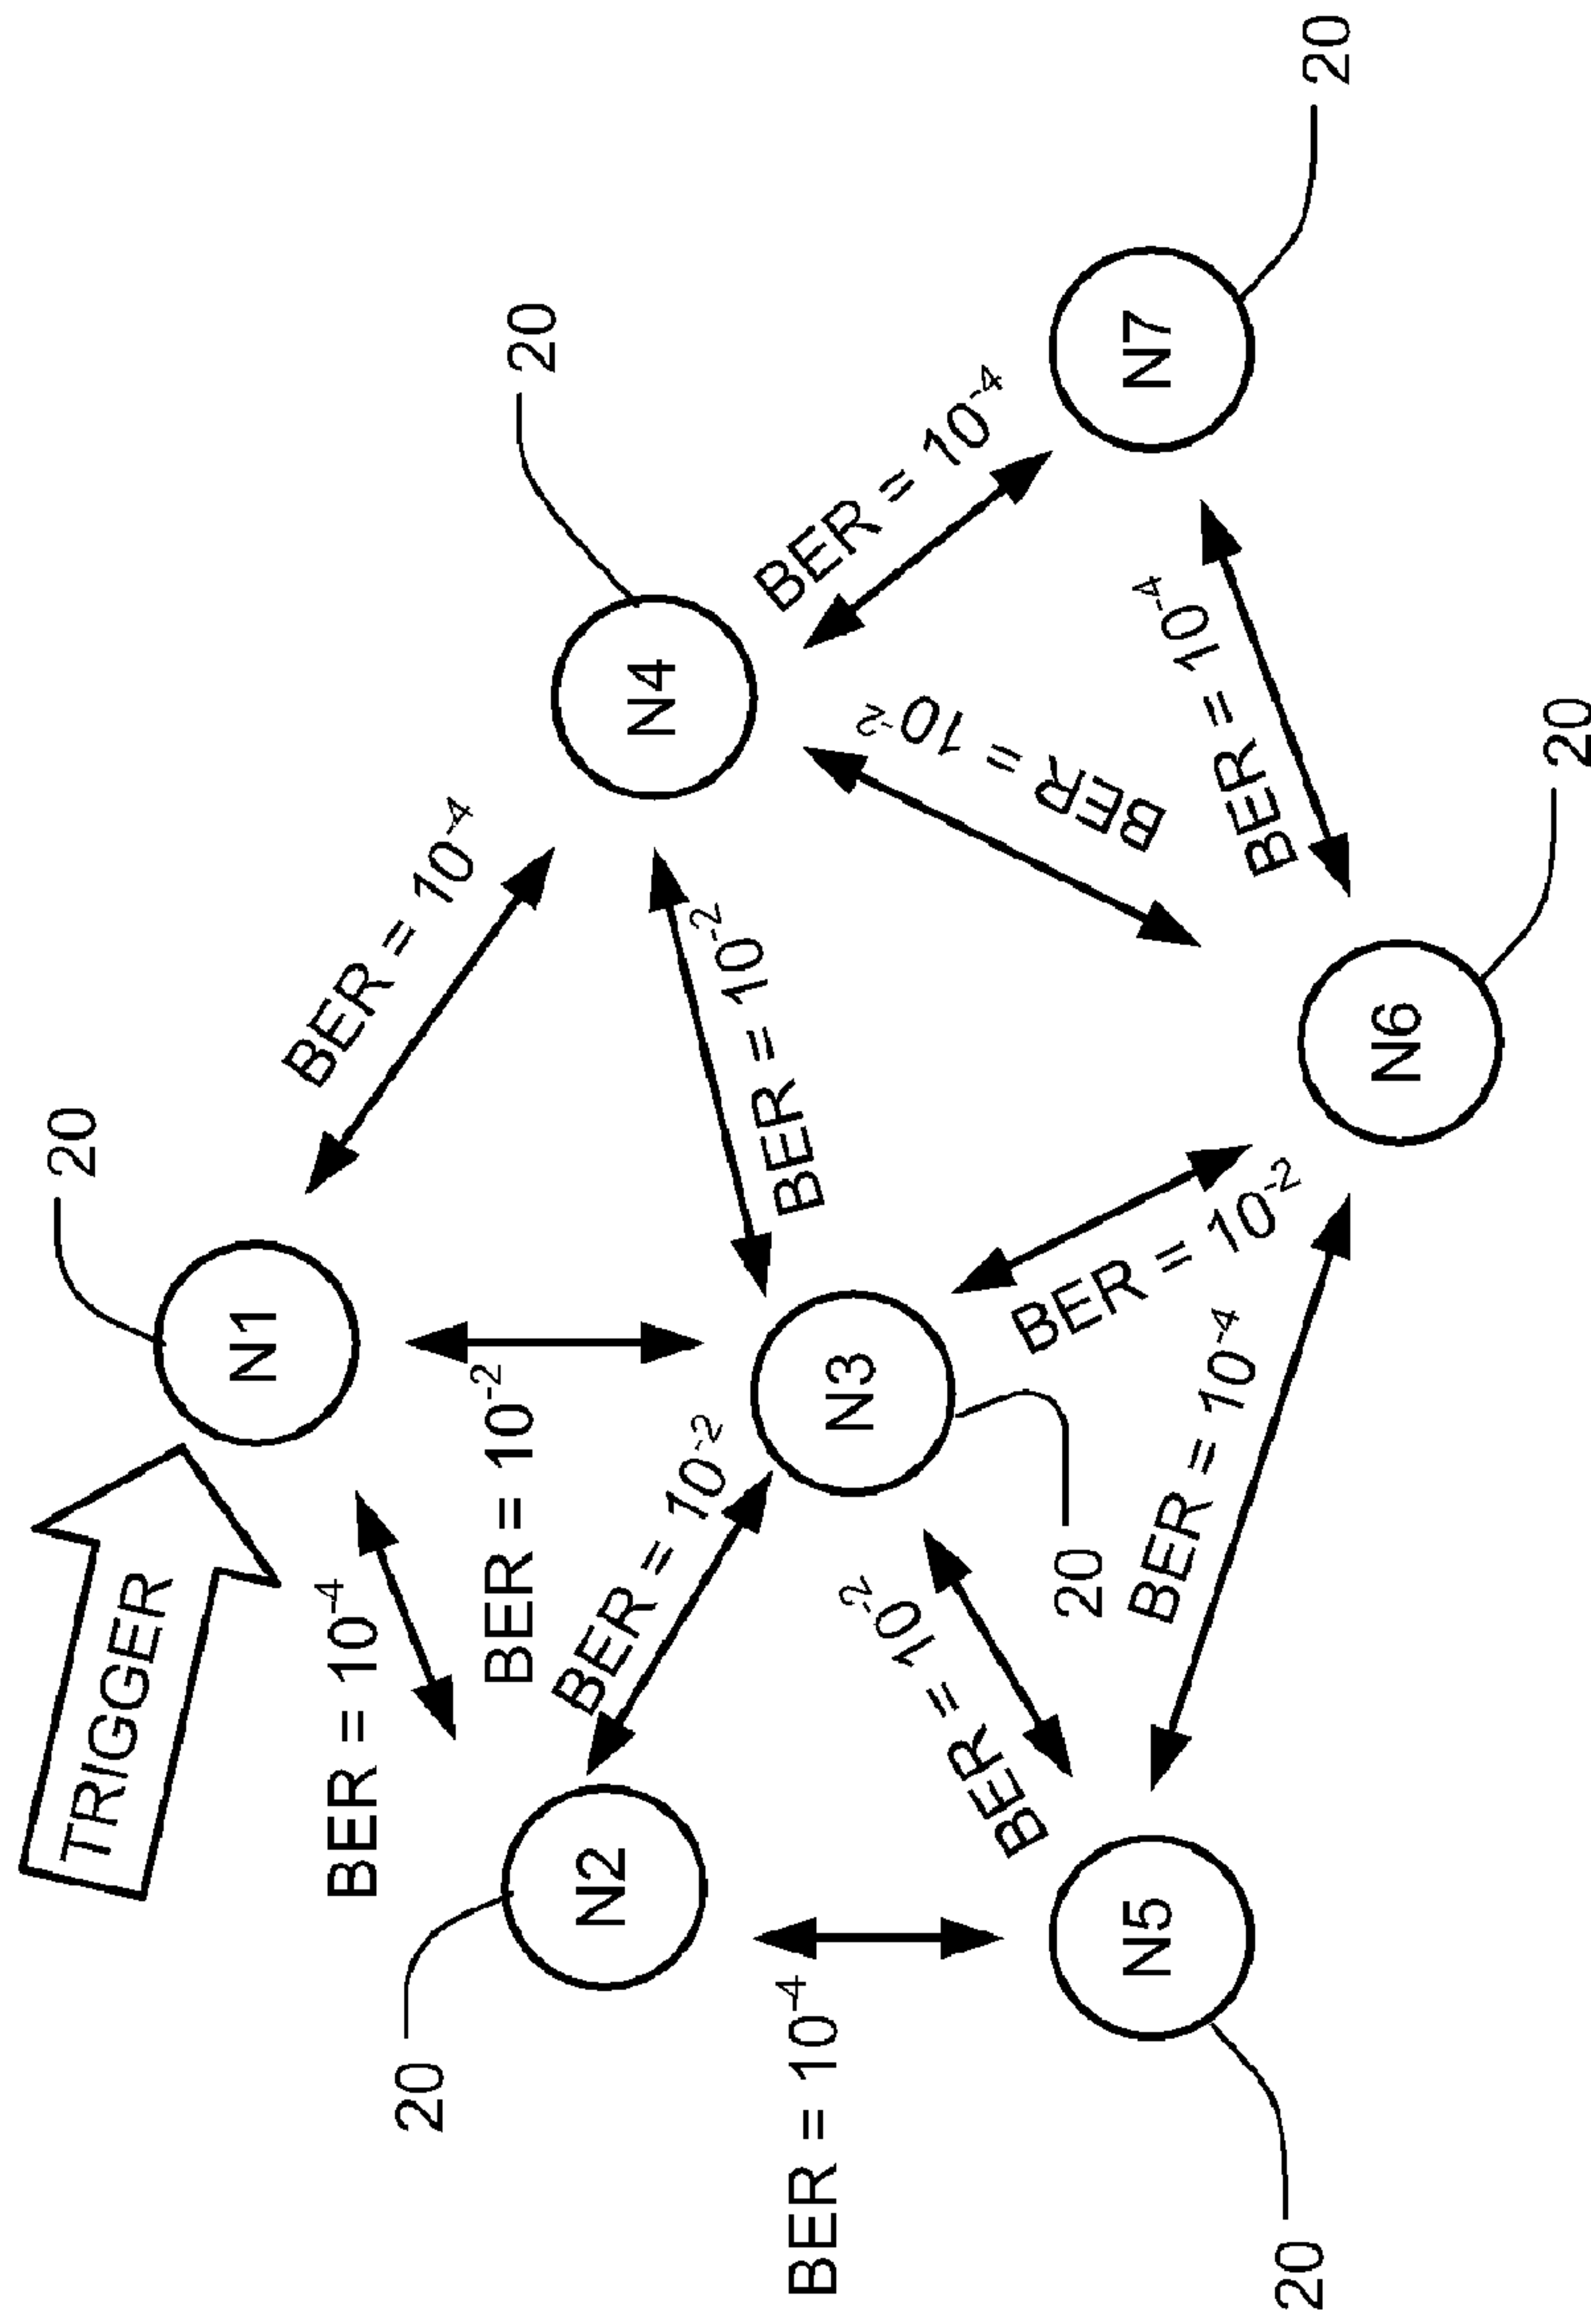 TRIGGER
20
N1
BER = 10⁻⁴
BER = 10⁻⁴
20
N2
BER = 10⁻²
BER = 10⁻²
20
N4
BER = 10⁻²
N3
20
BER = 10⁻⁴
BER = 10⁻²
BER = 10⁻²
BER = 10⁻⁴
BER = 10⁻²
BER = 10⁻⁴
BER = 10⁻⁴
N5
20
N6
20
N7
20